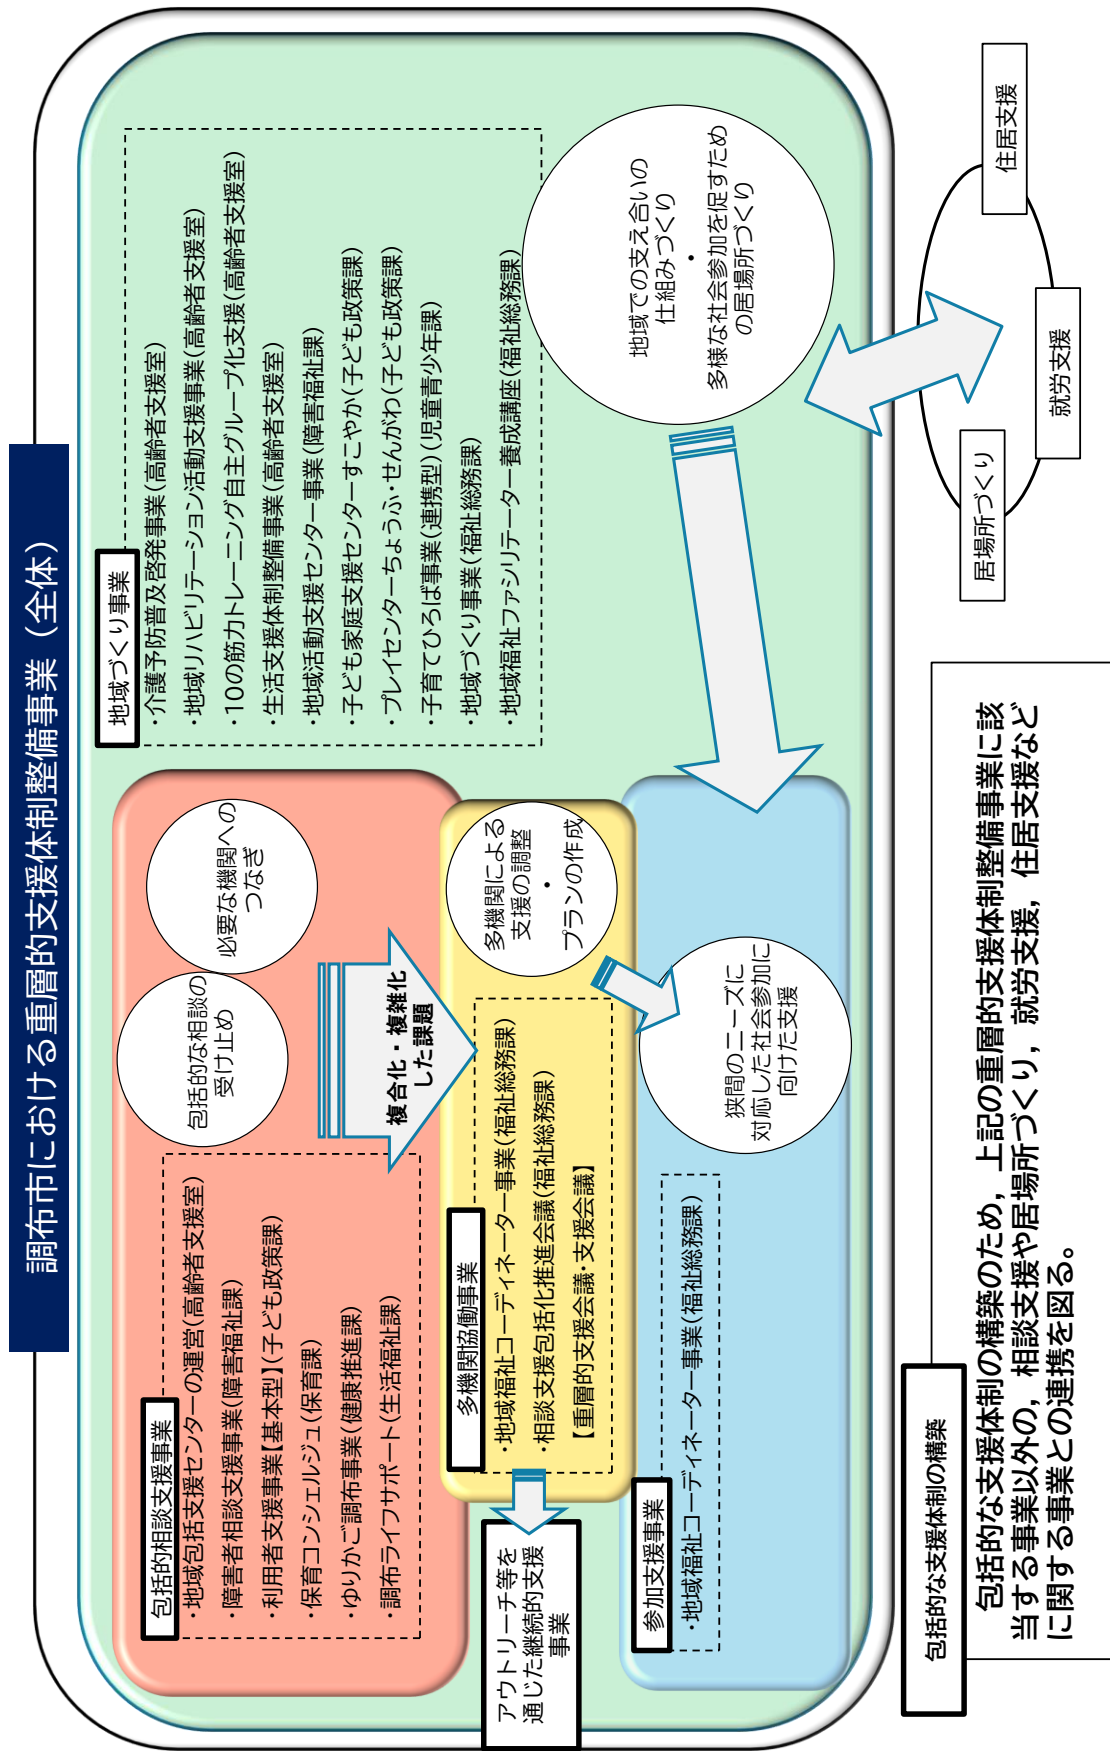 調布市における重層的支援体制整備事業（全体）
包括的相談支援事業
・地域包括支援センターの運営(高齢者支援室)
・障害者相談支援事業(障害福祉課)
・利用者支援事業【基本型】(子ども政策課)
・保育コンシェルジュ(保育課)
・ゆりかご調布事業(健康推進課)
・調布ライフサポート(生活福祉課)
包括的な相談の
受け止め
必要な機関への
つなぎ
複合化・複雑化
した課題
多機関協働事業
・地域福祉コーディネーター事業(福祉総務課)
・相談支援包括化推進会議(福祉総務課)
【重層的支援会議・支援会議】
多機関による
支援の調整
・
プランの作成
アウトリーチ等を
通じた継続的支援
事業
参加支援事業
・地域福祉コーディネーター事業(福祉総務課)
狭間のニーズに
対応した社会参加に
向けた支援
地域づくり事業
・介護予防普及啓発事業(高齢者支援室)
・地域リハビリテーション活動支援事業(高齢者支援室)
・10の筋力トレーニング自主グループ化支援(高齢者支援室)
・生活支援体制整備事業(高齢者支援室)
・地域活動支援センター事業(障害福祉課)
・子ども家庭支援センターすこやか(子ども政策課)
・プレイセンターちょうふ・せんがわ(子ども政策課)
・子育てひろば事業(連携型)(児童青少年課)
・地域づくり事業(福祉総務課)
・地域福祉ファシリテーター養成講座(福祉総務課)
地域での支え合いの
仕組みづくり
・
多様な社会参加を促すため
の居場所づくり
包括的な支援体制の構築
包括的な支援体制の構築のため，上記の重層的支援体制整備事業に該
当する事業以外の，相談支援や居場所づくり，就労支援，住居支援など
に関する事業との連携を図る。
居場所づくり
就労支援
住居支援